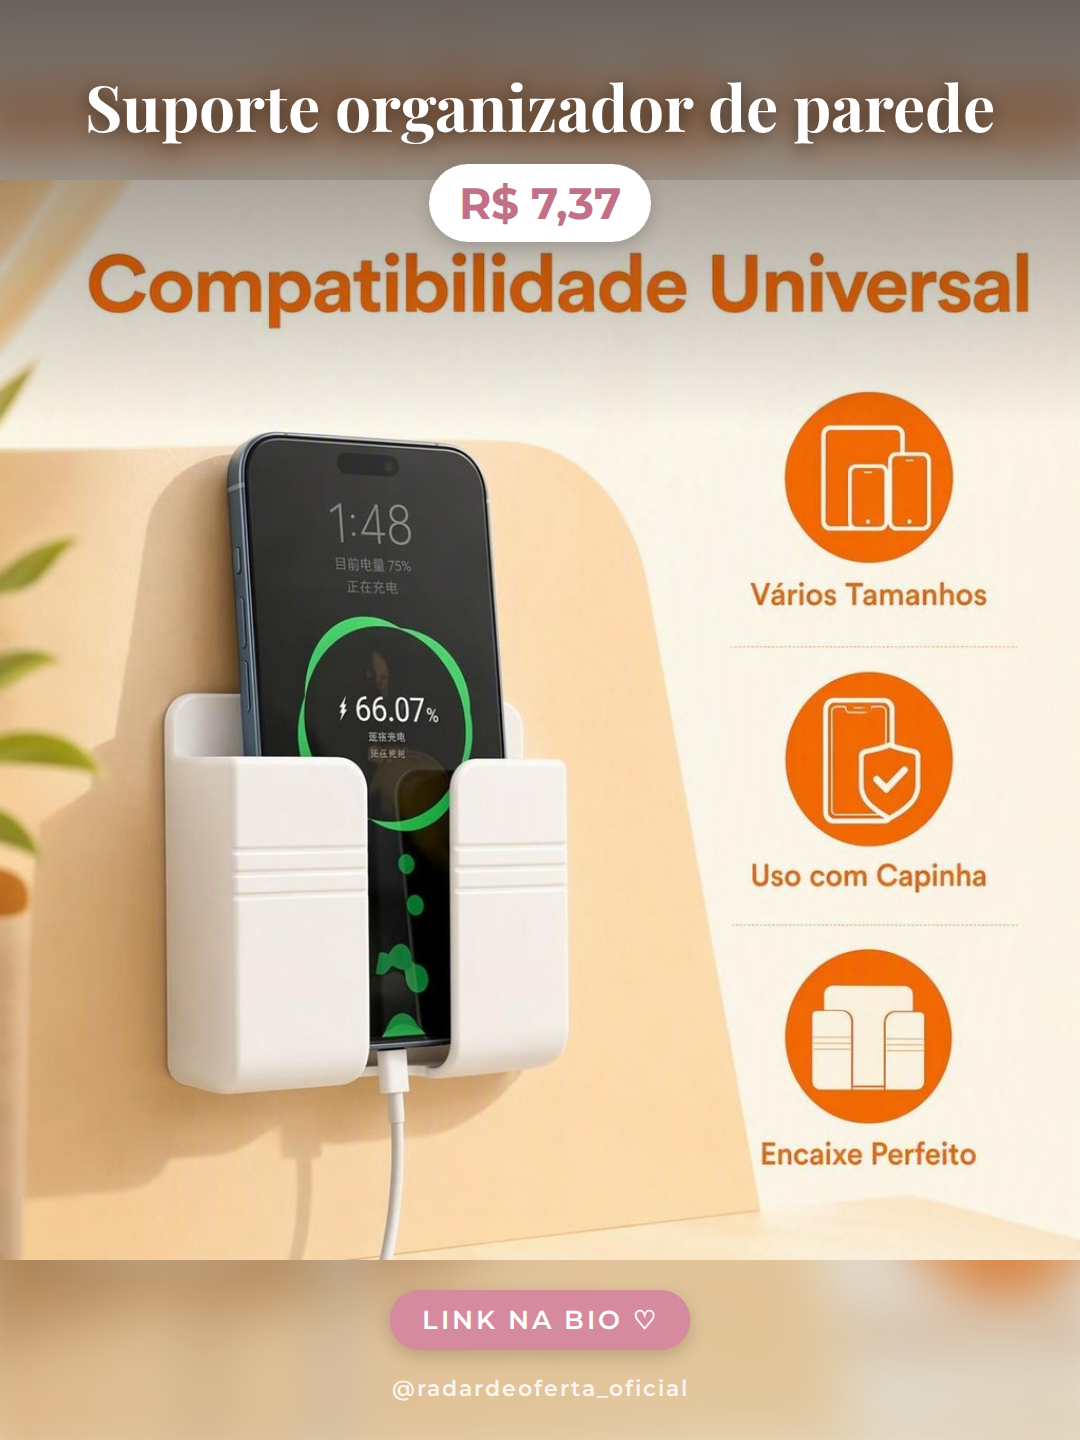 Suporte organizador de parede
R$ 7,37
Compatibilidade Universal
1:48
目前电量 75%
正在充电
66.07%
Vários Tamanhos
Uso com Capinha
Encaixe Perfeito
LINK NA BIO ♡
@radardeoferta_oficial